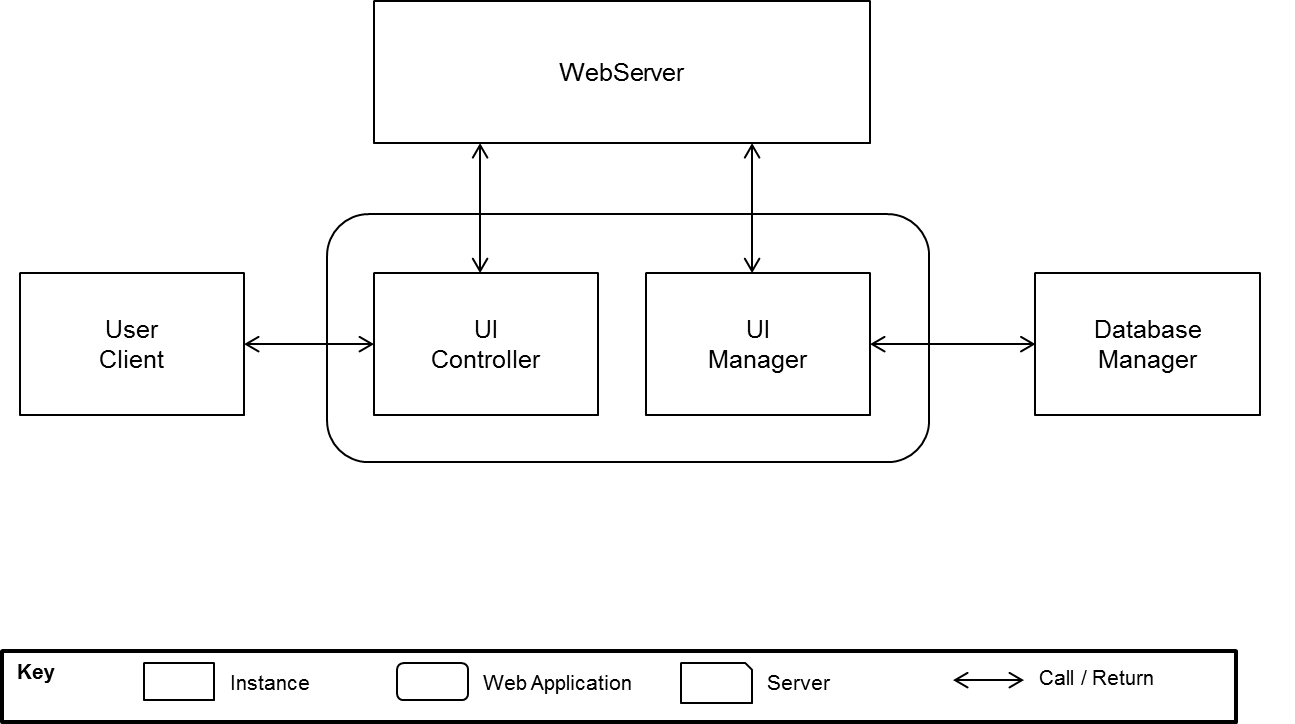 WebServer
User
Client
UI
Controller
UI
Manager
Database
Manager
Key
Instance
Web Application
Server
Call / Return